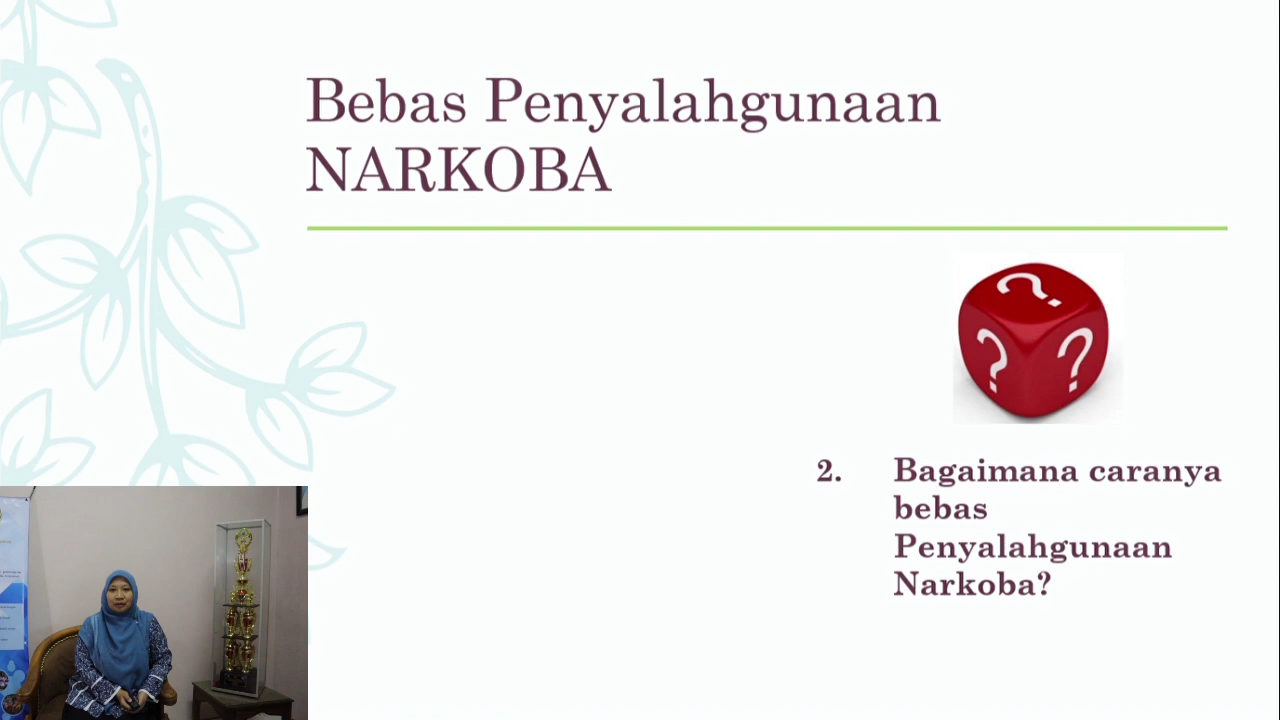 Bebas Penyalahgunaan
NARKOBA
? ? ?
2. Bagaimana caranya
bebas
Penyalahgunaan
Narkoba?